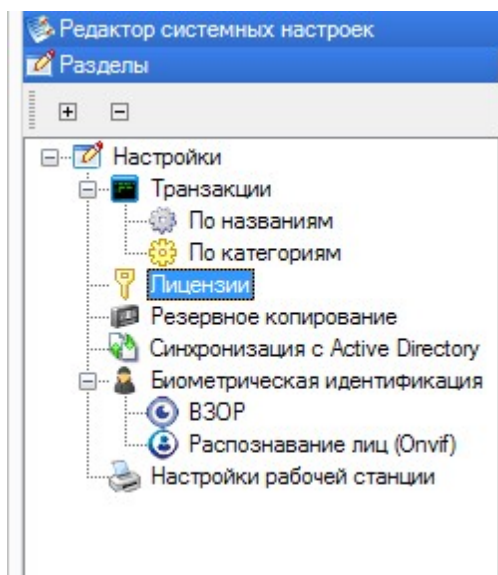 Редактор системных настроек
Разделы
Настройки
Транзакции
По названиям
По категориям
Лицензии
Резервное копирование
Синхронизация с Active Directory
Биометрическая идентификация
ВЗОР
Распознавание лиц (Onvif)
Настройки рабочей станции